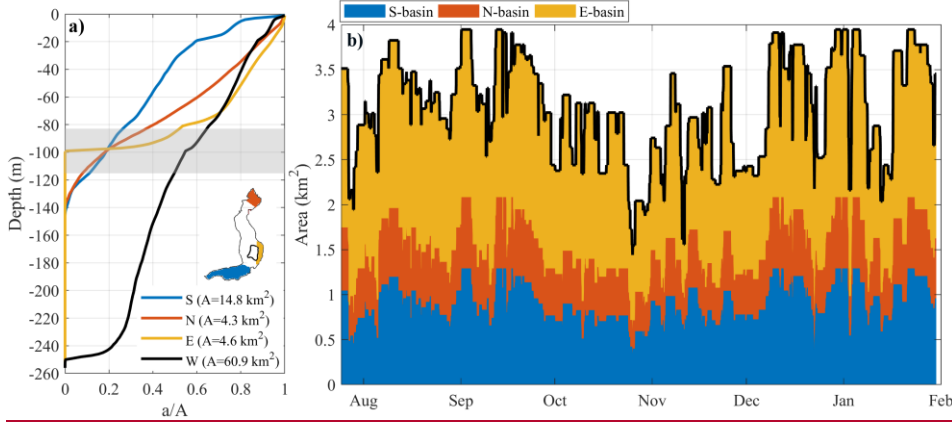 a)
0
-20
-40
-60
-80
-100
-120
-140
-160
-180
-200
-220
-240
-260
Depth (m)
S (A=14.8 km²)
N (A=4.3 km²)
E (A=4.6 km²)
W (A=60.9 km²)
0 0.2 0.4 0.6 0.8 1
a/A
S-basin N-basin E-basin
b)
4
3.5
3
2.5
2
1.5
1
0.5
0
Area (km²)
Aug Sep Oct Nov Dec Jan Feb